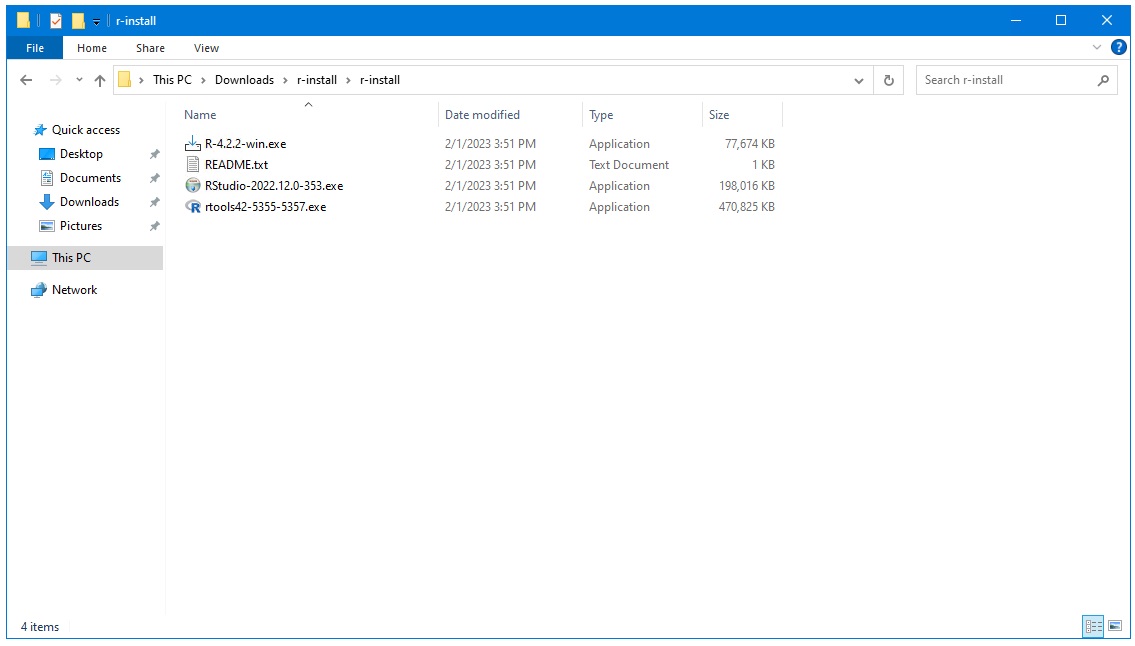 r-install
File Home Share View
This PC Downloads r-install r-install Search r-install
Name Date modified Type Size
Quick access
Desktop
Documents
Downloads
Pictures
This PC
Network
R-4.2.2-win.exe 2/1/2023 3:51 PM Application 77,674 KB
README.txt 2/1/2023 3:51 PM Text Document 1 KB
RStudio-2022.12.0-353.exe 2/1/2023 3:51 PM Application 198,016 KB
rtools42-5355-5357.exe 2/1/2023 3:51 PM Application 470,825 KB
4 items